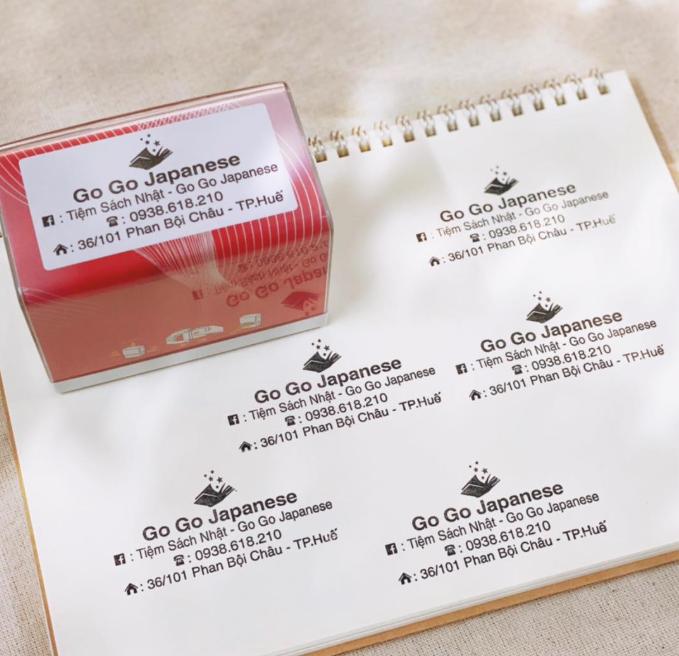 Go Go Japanese
: Tiệm Sách Nhật - Go Go Japanese
: 0938.618.210
: 36/101 Phan Bội Châu - TP.Huế
Go Go Japanese
: Tiệm Sách Nhật - Go Go Japanese
: 0938.618.210
: 36/101 Phan Bội Châu - TP.Huế
Go Go Japanese
: Tiệm Sách Nhật - Go Go Japanese
: 0938.618.210
: 36/101 Phan Bội Châu - TP.Huế
Go Go Japanese
: Tiệm Sách Nhật - Go Go Japanese
: 0938.618.210
: 36/101 Phan Bội Châu - TP.Huế
Go Go Japanese
: Tiệm Sách Nhật - Go Go Japanese
: 0938.618.210
: 36/101 Phan Bội Châu - TP.Huế
Go Go Japanese
: Tiệm Sách Nhật - Go Go Japanese
: 0938.618.210
: 36/101 Phan Bội Châu - TP.Huế